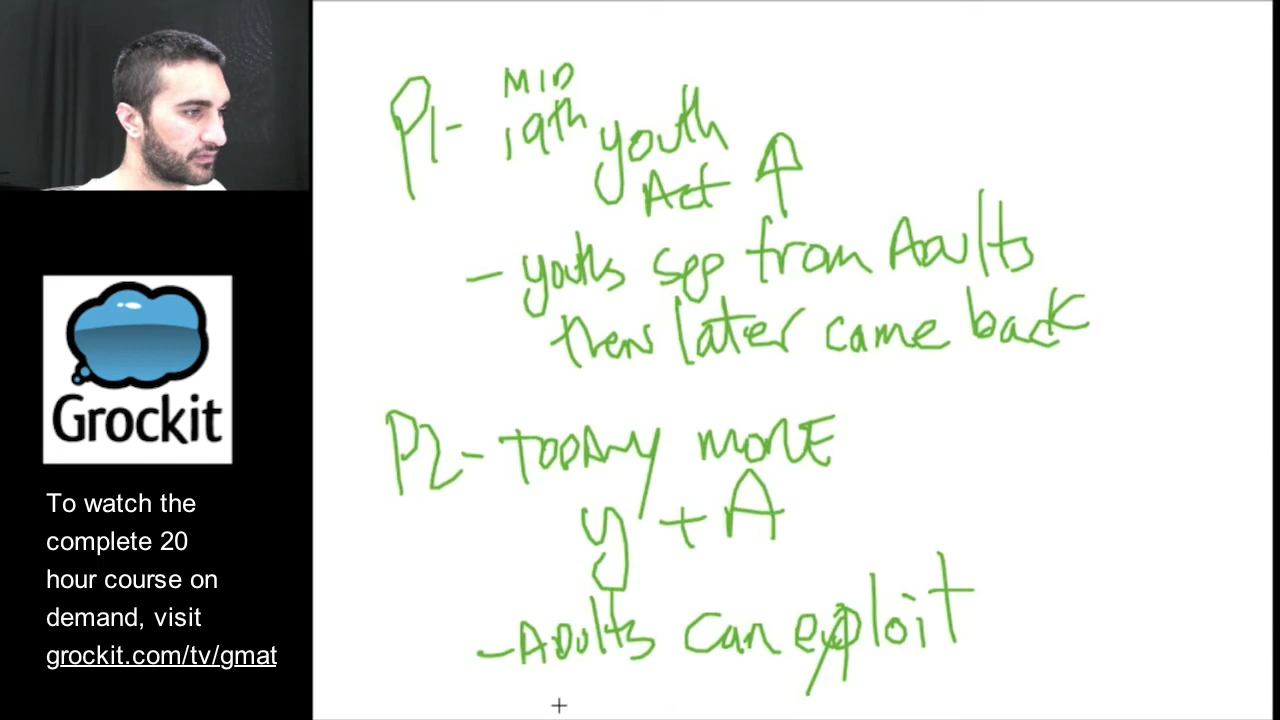 Grockit
To watch the
complete 20
hour course on
demand, visit
grockit.com/tv/gmat
P1- MID
19th youth
Act ↑
- youths sep from Adults
then later came back
P2- TODAY MORE
y + A
- Adults can exploit